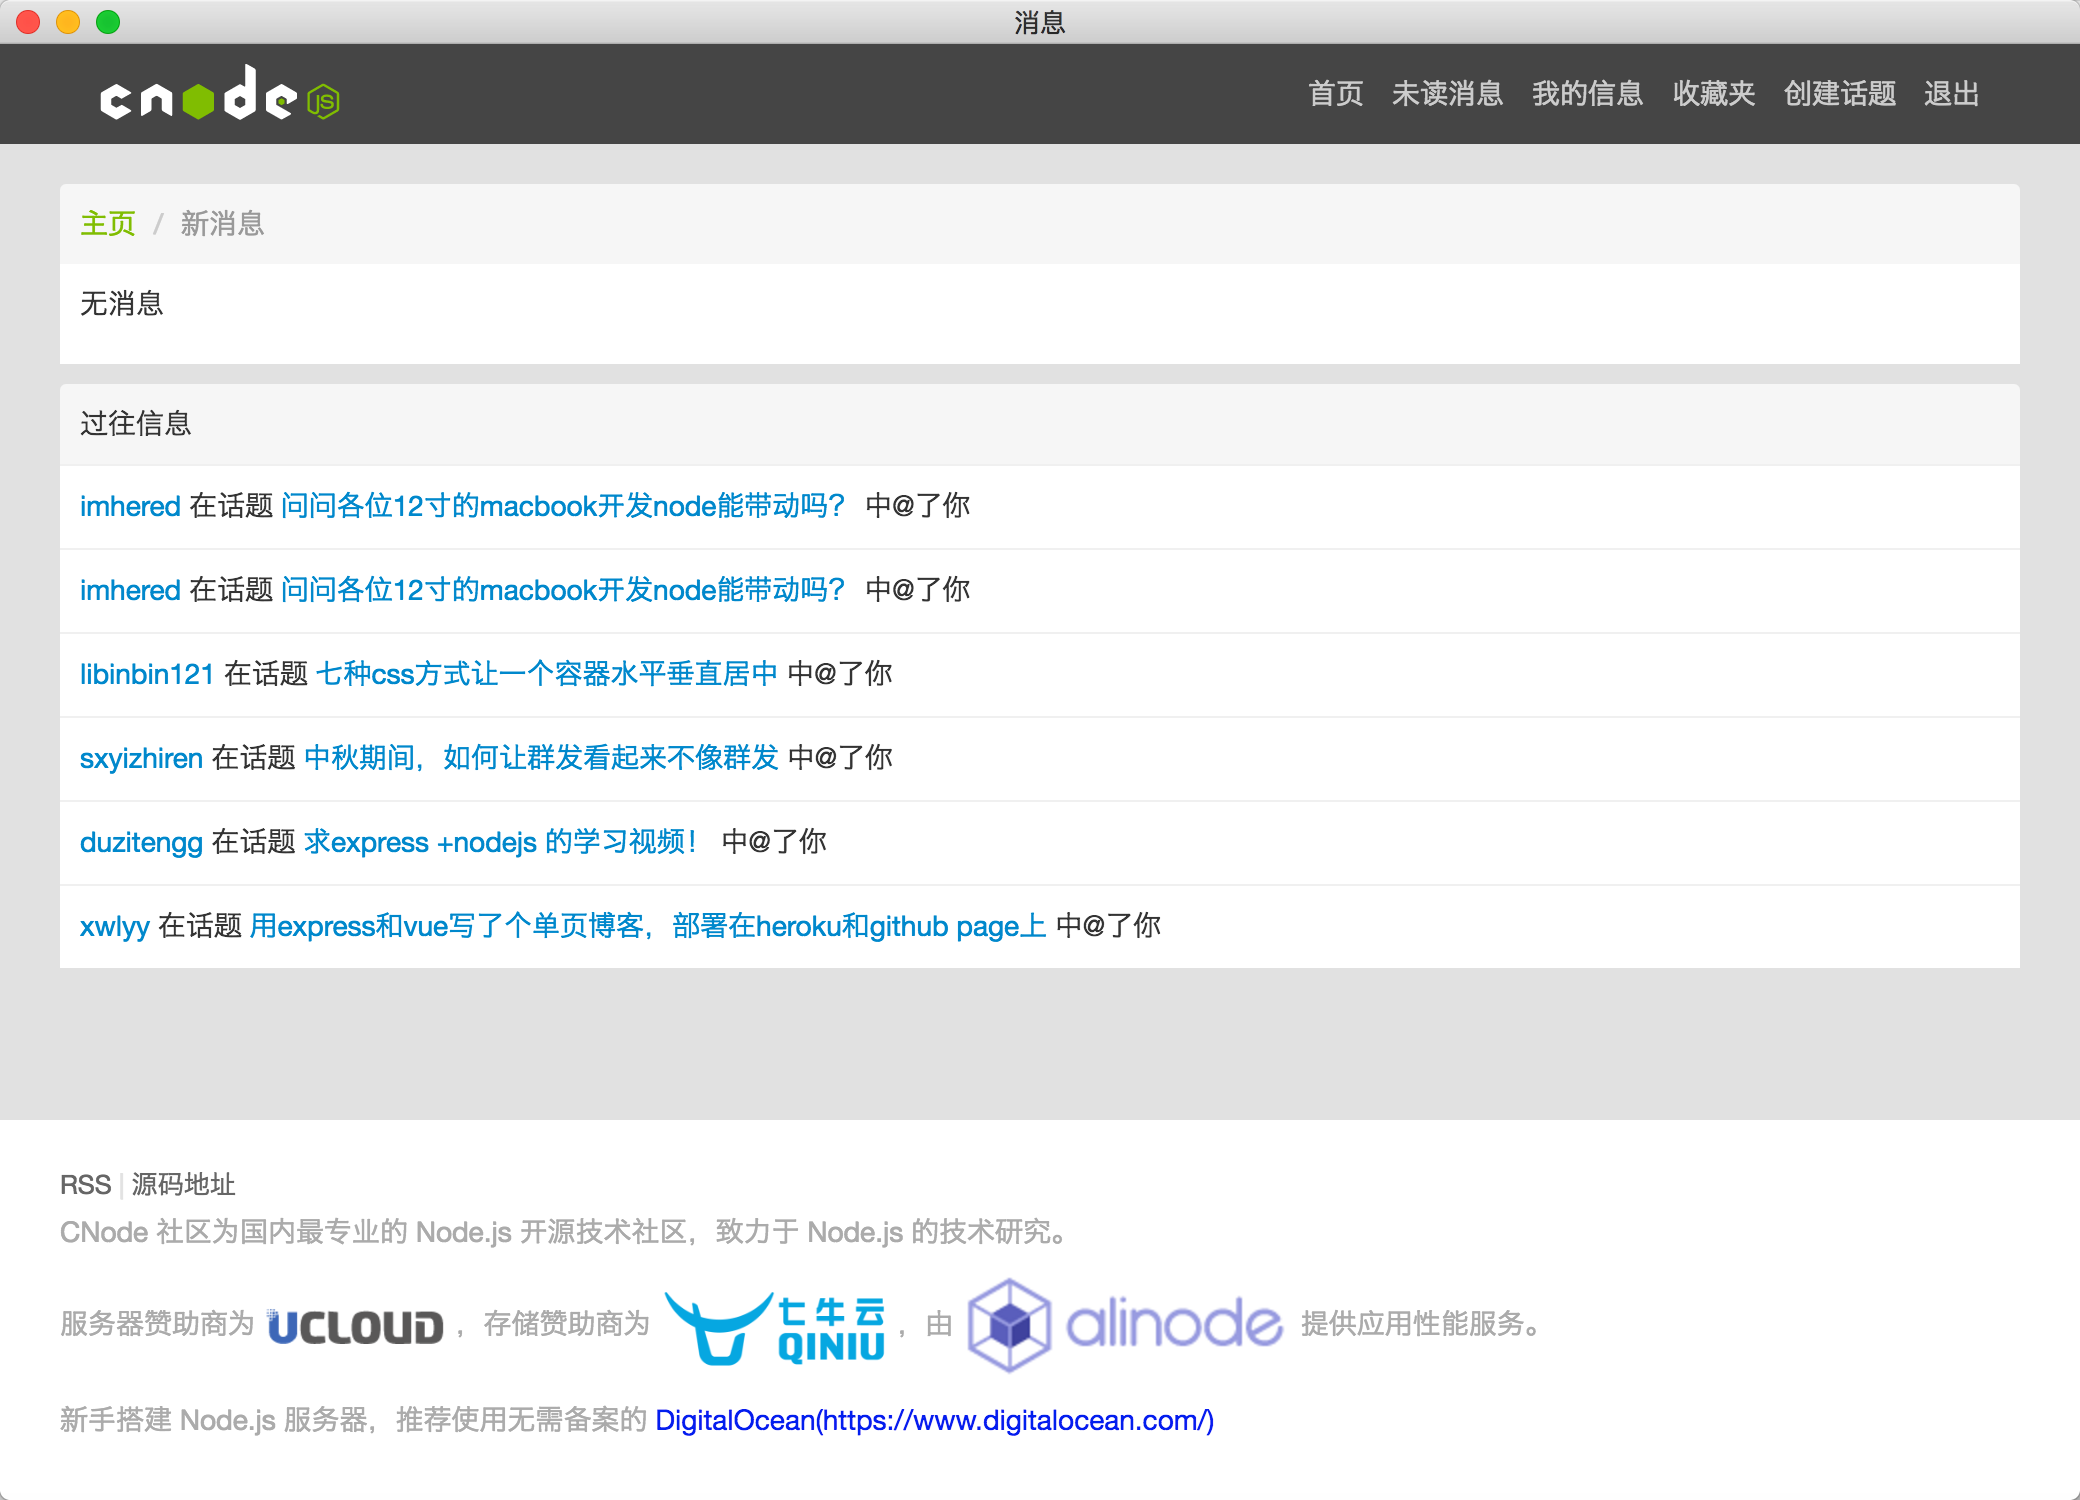 消息
cnode JS
首页 未读消息 我的信息 收藏夹 创建话题 退出
主页 / 新消息
无消息
过往信息
imhered 在话题 问问各位12寸的macbook开发node能带动吗？ 中@了你
imhered 在话题 问问各位12寸的macbook开发node能带动吗？ 中@了你
libinbin121 在话题 七种css方式让一个容器水平垂直居中 中@了你
sxyizhiren 在话题 中秋期间，如何让群发看起来不像群发 中@了你
duzitengg 在话题 求express +nodejs 的学习视频！ 中@了你
xwlyy 在话题 用express和vue写了个单页博客，部署在heroku和github page上 中@了你
RSS | 源码地址
CNode 社区为国内最专业的 Node.js 开源技术社区，致力于 Node.js 的技术研究。
服务器赞助商为 UCLOUD ，存储赞助商为 七牛云 QINIU ，由 alinode 提供应用性能服务。
新手搭建 Node.js 服务器，推荐使用无需备案的 DigitalOcean(https://www.digitalocean.com/)